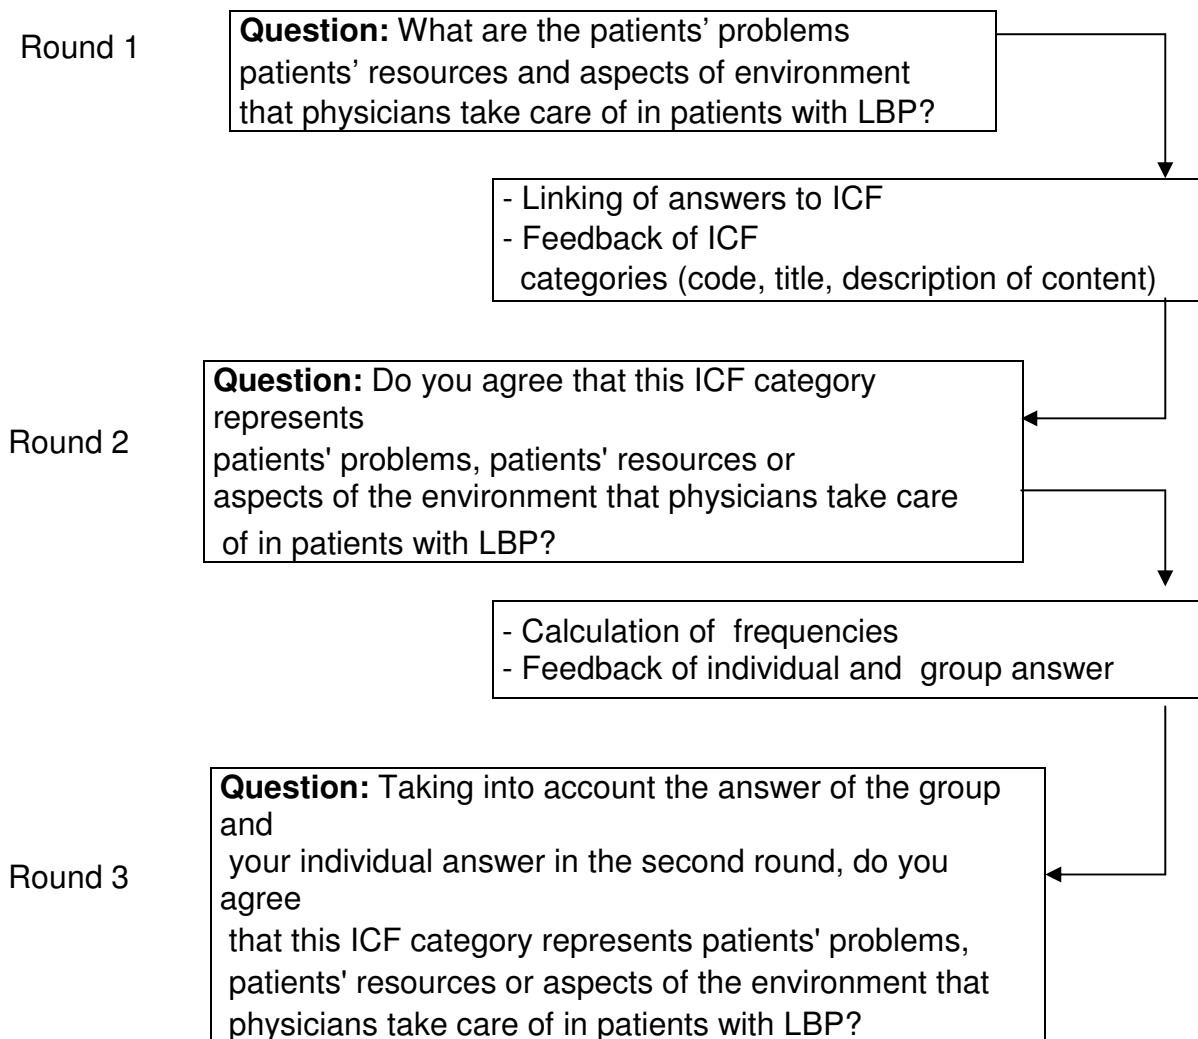 Round 1
Question: What are the patients’ problems
patients’ resources and aspects of environment
that physicians take care of in patients with LBP?
- Linking of answers to ICF
- Feedback of ICF
categories (code, title, description of content)
Round 2
Question: Do you agree that this ICF category
represents
patients' problems, patients' resources or
aspects of the environment that physicians take care
of in patients with LBP?
- Calculation of frequencies
- Feedback of individual and group answer
Round 3
Question: Taking into account the answer of the group
and
your individual answer in the second round, do you
agree
that this ICF category represents patients' problems,
patients' resources or aspects of the environment that
physicians take care of in patients with LBP?